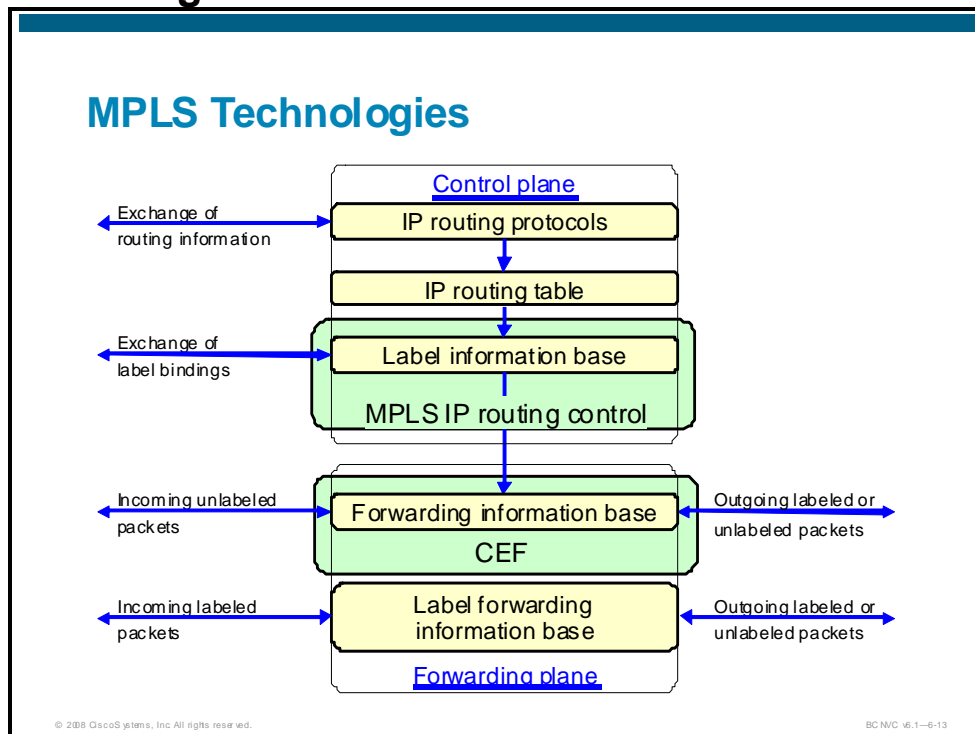 MPLS Technologies
Control plane
Exchange of
routing information
IP routing protocols
IP routing table
Exchange of
label bindings
Label information base
MPLS IP routing control
Incoming unlabeled
packets
Forwarding information base
CEF
Outgoing labeled or
unlabeled packets
Incoming labeled
packets
Label forwarding
information base
Outgoing labeled or
unlabeled packets
Forwarding plane
© 2008 Cisco Systems, Inc. All rights reserved.
BCNVC v6.1—6-13